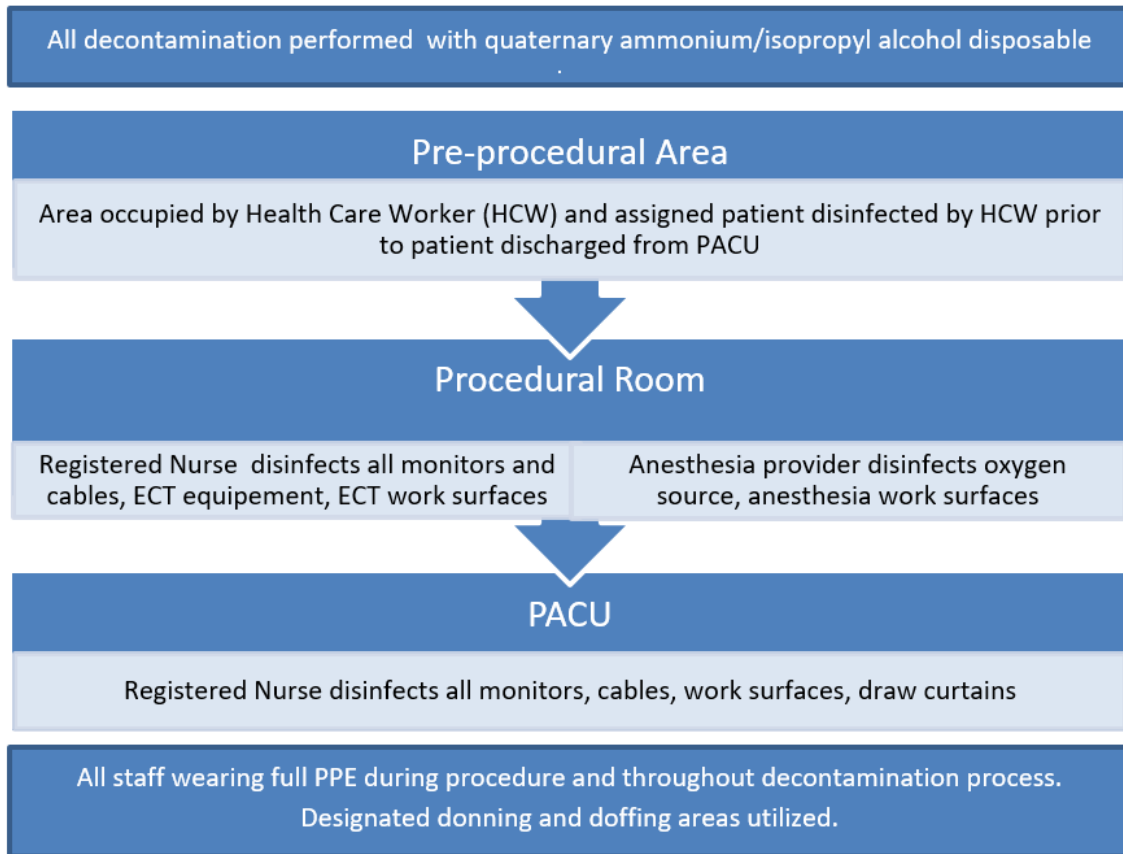 All decontamination performed with quaternary ammonium/isopropyl alcohol disposable
.
Pre-procedural Area
Area occupied by Health Care Worker (HCW) and assigned patient disinfected by HCW prior
to patient discharged from PACU
Procedural Room
Registered Nurse disinfects all monitors and
cables, ECT equipement, ECT work surfaces
Anesthesia provider disinfects oxygen
source, anesthesia work surfaces
PACU
Registered Nurse disinfects all monitors, cables, work surfaces, draw curtains
All staff wearing full PPE during procedure and throughout decontamination process.
Designated donning and doffing areas utilized.